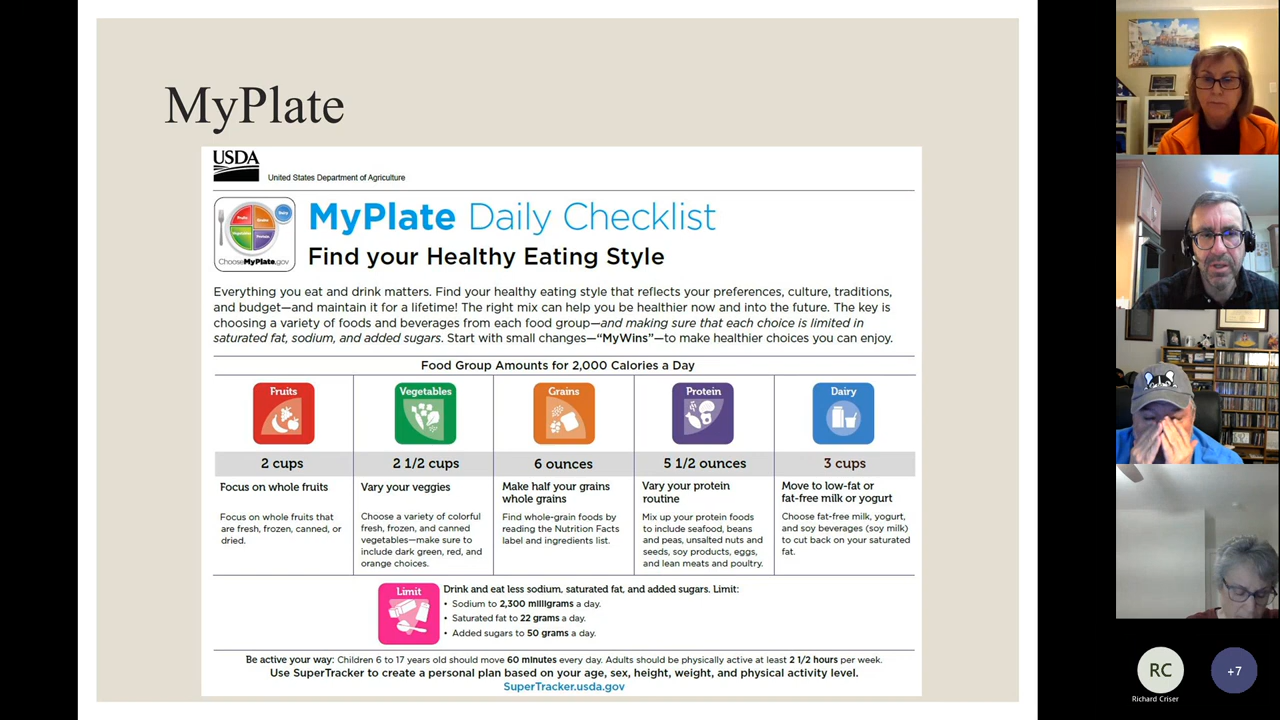 MyPlate
USDA
United States Department of Agriculture
Fruits
Grains
Dairy
Vegetables
Protein
ChooseMyPlate.gov
MyPlate Daily Checklist
Find your Healthy Eating Style
Everything you eat and drink matters. Find your healthy eating style that reflects your preferences, culture, traditions,
and budget—and maintain it for a lifetime! The right mix can help you be healthier now and into the future. The key is
choosing a variety of foods and beverages from each food group—and making sure that each choice is limited in
saturated fat, sodium, and added sugars. Start with small changes—“MyWins”—to make healthier choices you can enjoy.
Food Group Amounts for 2,000 Calories a Day
Fruits
2 cups
Focus on whole fruits
Focus on whole fruits that
are fresh, frozen, canned, or
dried.
Vegetables
2 1/2 cups
Vary your veggies
Choose a variety of colorful
fresh, frozen, and canned
vegetables—make sure to
include dark green, red, and
orange choices.
Grains
6 ounces
Make half your grains
whole grains
Find whole-grain foods by
reading the Nutrition Facts
label and ingredients list.
Protein
5 1/2 ounces
Vary your protein
routine
Mix up your protein foods
to include seafood, beans
and peas, unsalted nuts and
seeds, soy products, eggs,
and lean meats and poultry.
Dairy
3 cups
Move to low-fat or
fat-free milk or yogurt
Choose fat-free milk, yogurt,
and soy beverages (soy milk)
to cut back on your saturated
fat.
Limit
Drink and eat less sodium, saturated fat, and added sugars. Limit:
• Sodium to 2,300 milligrams a day.
• Saturated fat to 22 grams a day.
• Added sugars to 50 grams a day.
Be active your way: Children 6 to 17 years old should move 60 minutes every day. Adults should be physically active at least 2 1/2 hours per week.
Use SuperTracker to create a personal plan based on your age, sex, height, weight, and physical activity level.
SuperTracker.usda.gov
RC
Richard Criser
+7